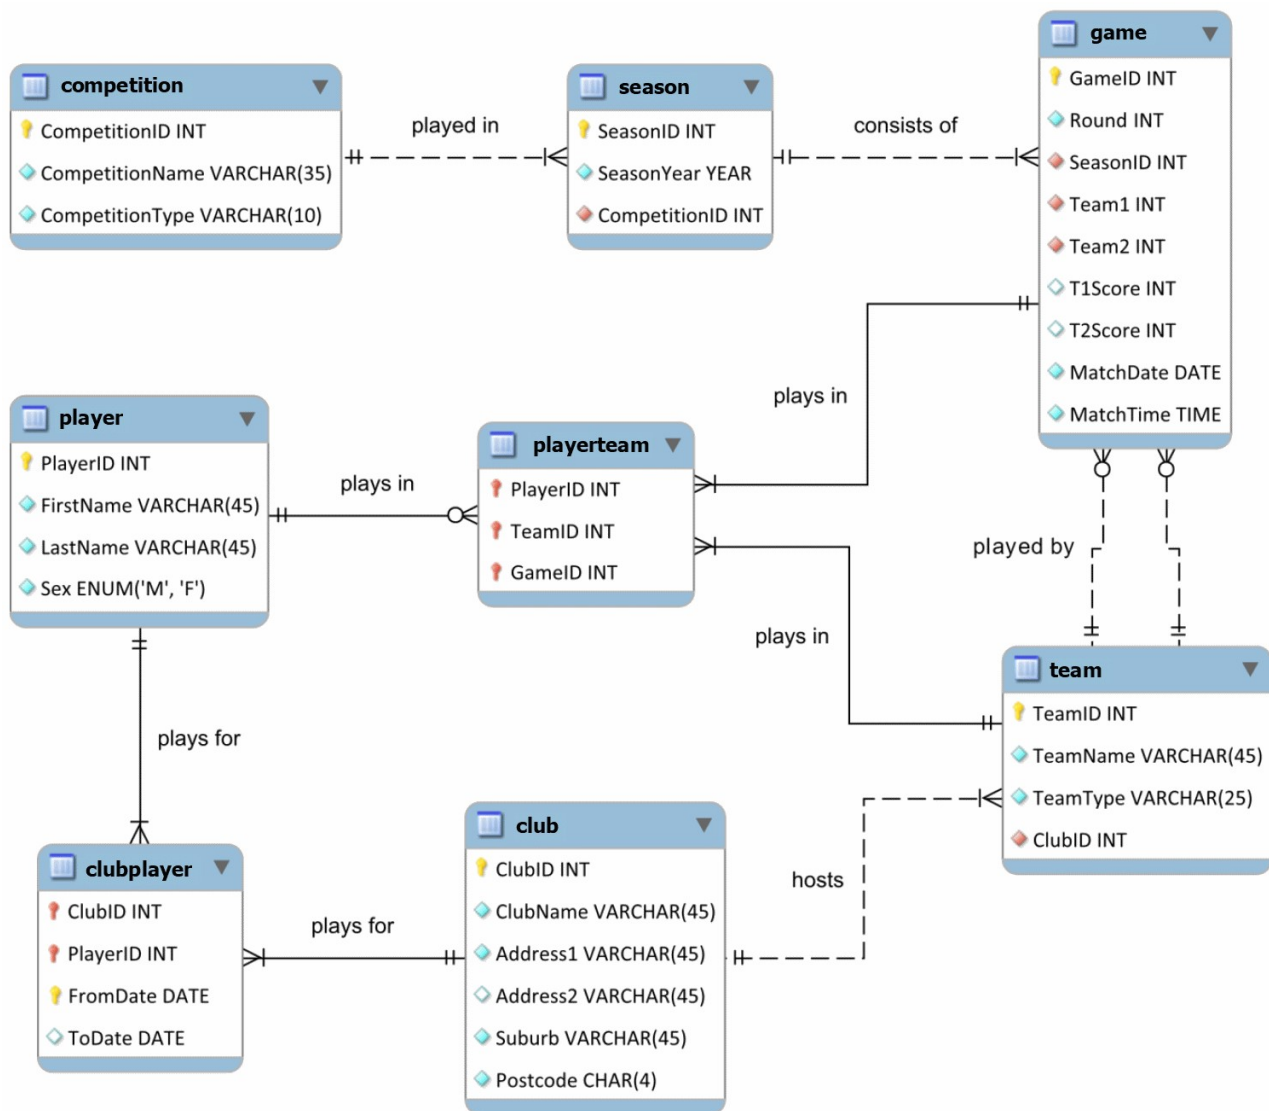 competition
CompetitionID INT
CompetitionName VARCHAR(35)
CompetitionType VARCHAR(10)
played in
season
SeasonID INT
SeasonYear YEAR
CompetitionID INT
consists of
game
GameID INT
Round INT
SeasonID INT
Team1 INT
Team2 INT
T1Score INT
T2Score INT
MatchDate DATE
MatchTime TIME
plays in
player
PlayerID INT
FirstName VARCHAR(45)
LastName VARCHAR(45)
Sex ENUM('M', 'F')
plays in
playerteam
PlayerID INT
TeamID INT
GameID INT
played by
plays in
team
TeamID INT
TeamName VARCHAR(45)
TeamType VARCHAR(25)
ClubID INT
plays for
clubplayer
ClubID INT
PlayerID INT
FromDate DATE
ToDate DATE
plays for
club
ClubID INT
ClubName VARCHAR(45)
Address1 VARCHAR(45)
Address2 VARCHAR(45)
Suburb VARCHAR(45)
Postcode CHAR(4)
hosts